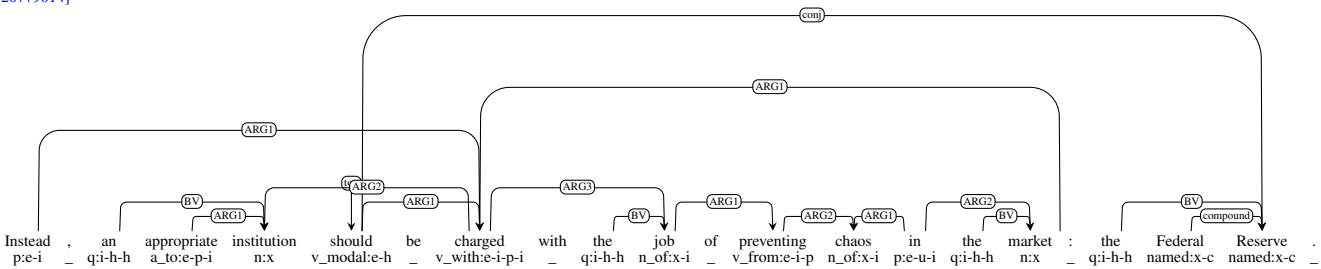 20779014]
conj
ARG1
ARG1
ARG2
BV ARG1 ARG3 ARG1 ARG2 BV
ARG1 BV ARG2 ARG1 BV compound
Instead , an appropriate institution should be charged with the job of preventing chaos in the market : the Federal Reserve .
p:e-i _ q:i-h-h a_to:e-p-i n:x v_modal:e-h _ v_with:e-i-p-i _ q:i-h-h n_of:x-i _ v_from:e-i-p n_of:x-i p:e-u-i q:i-h-h n:x _ q:i-h-h named:x-c named:x-c _